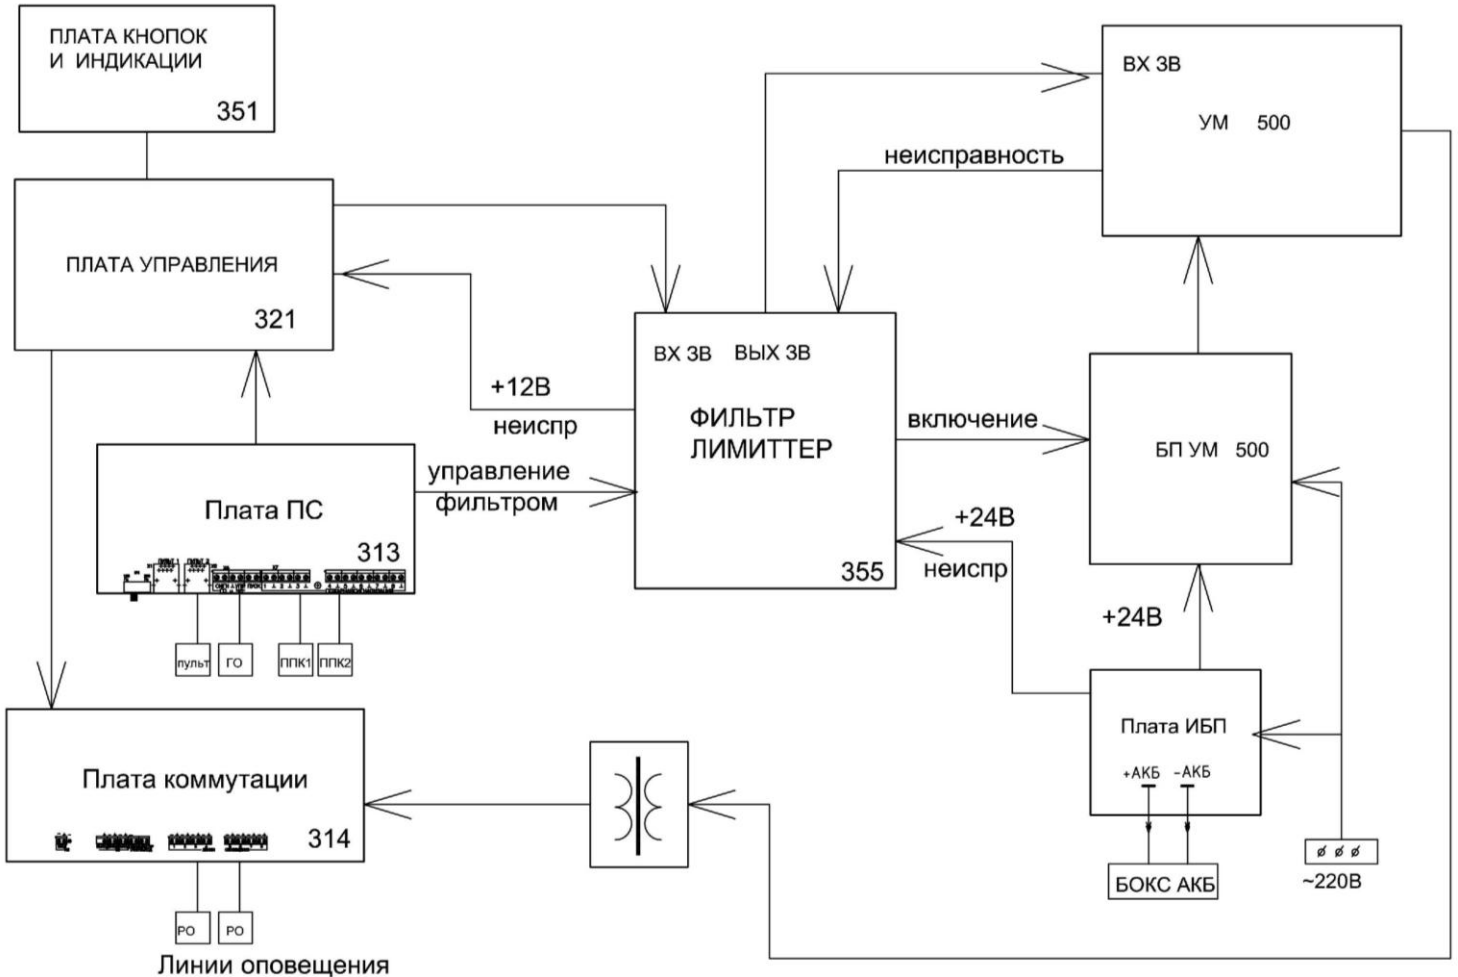 ПЛАТА КНОПОК
И ИНДИКАЦИИ
351
ВХ ЗВ
УМ 500
неисправность
ПЛАТА УПРАВЛЕНИЯ
321
ВХ ЗВ ВЫХ ЗВ
ФИЛЬТР
ЛИМИТТЕР
355
+12В
неиспр
включение
БП УМ 500
управление
фильтром
Плата ПС
313
+24В
неиспр
+24В
пульт
ГО
ППК1
ППК2
Плата ИБП
+АКБ -АКБ
Плата коммутации
314
БОКС АКБ
~220В
РО
РО
Линии оповещения